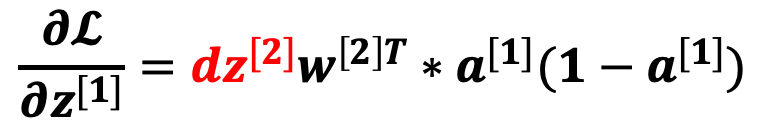 ∂ℒ/∂z^[1] = dz^[2]w^[2]T * a^[1](1 − a^[1])